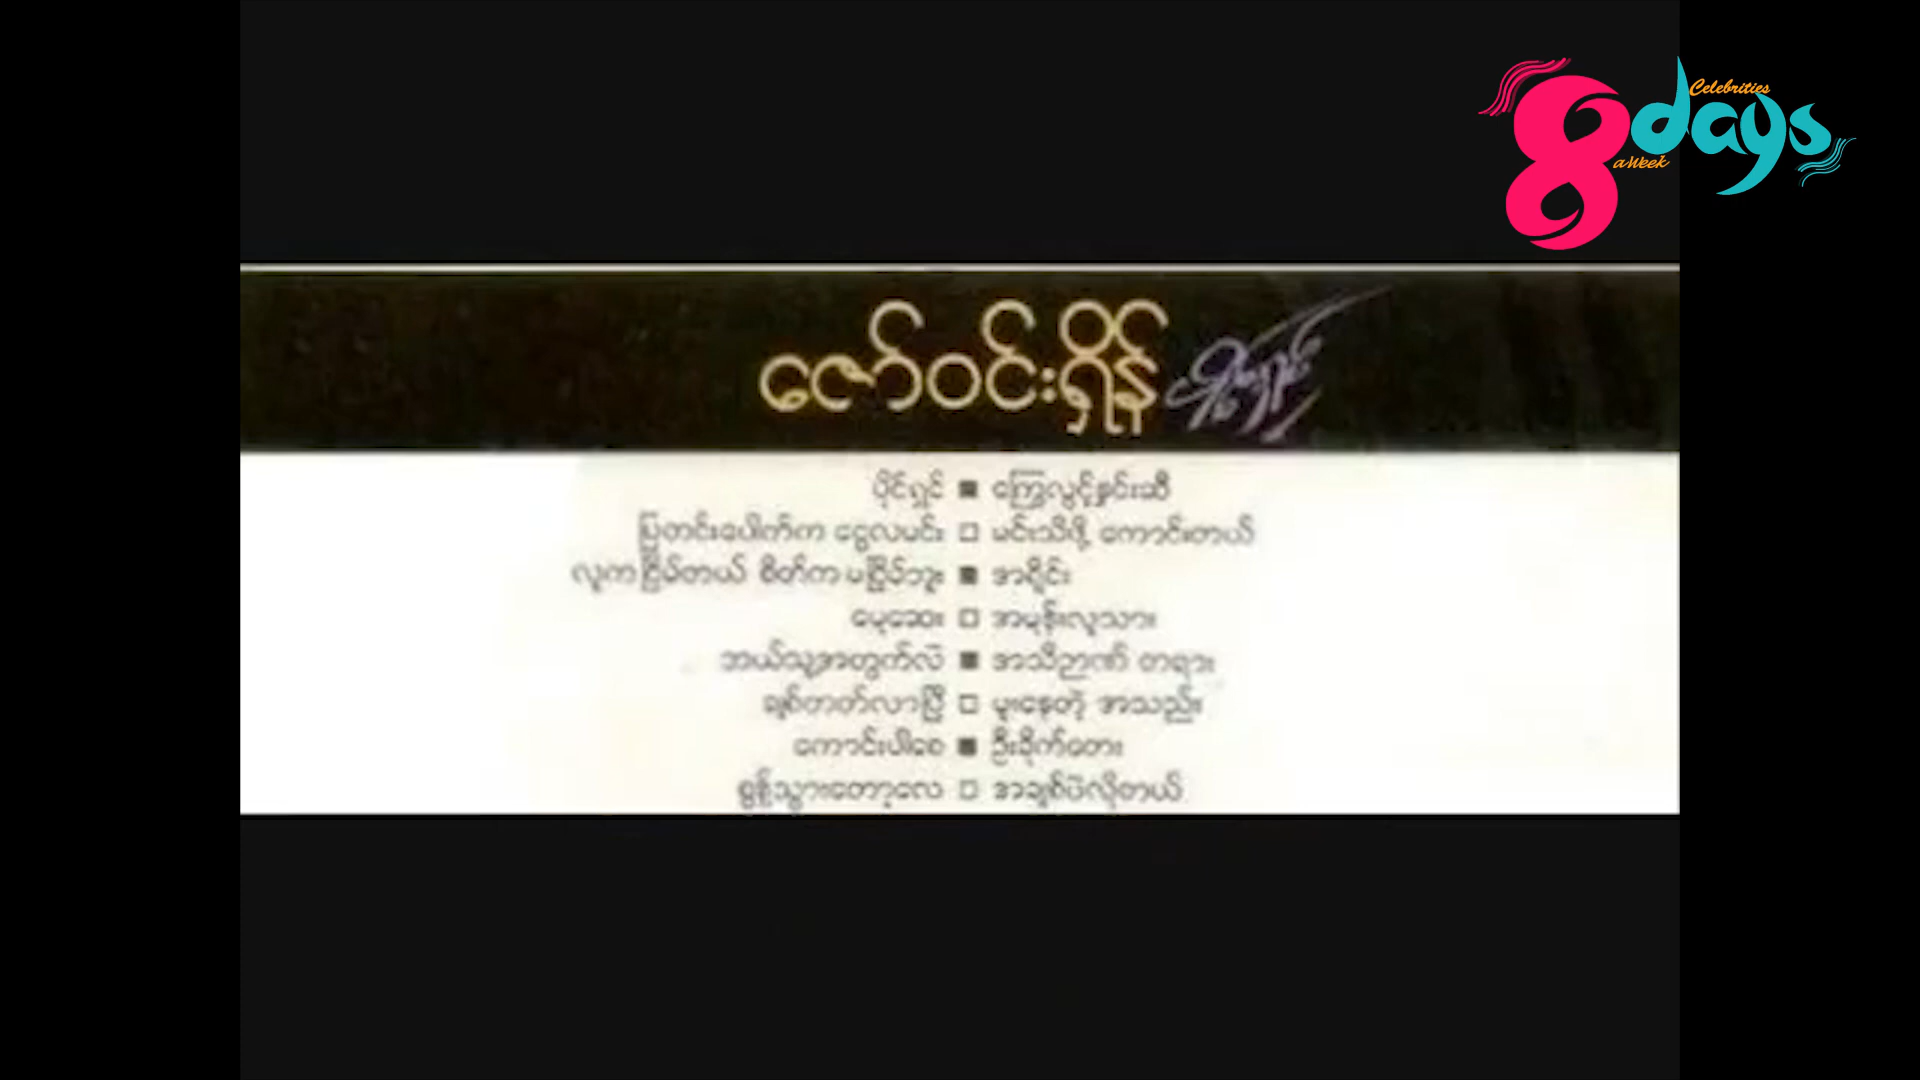 Celebrities
8days
a week
ဇော်ဝင်းရှိန်
ပိုင်ရှင် ■ ကြွေလွင့်နှင်းဆီ
ပြတင်းပေါက်က ငွေလမင်း □ မင်းသိဖို့ ကောင်းတယ်
လူကငြိမ်တယ် စိတ်ကမငြိမ်ဘူး ■ အရှိုင်း
မေ့ဆေး □ အမုန်းလူသား
ဘယ်သူ့အတွက်လဲ ■ အသိဉာဏ် တရား
ချစ်တတ်လာပြီ □ မူးနေတဲ့ အသည်း
ကောင်းပါစေ ■ ဦးခိုက်တေး
ရွှန့်သွားတော့လေ □ အချစ်ပဲလိုတယ်